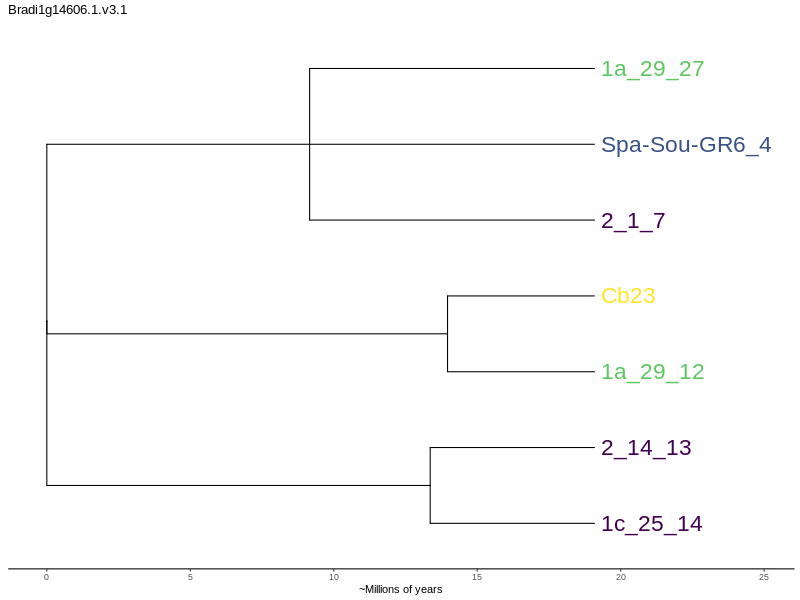 Bradi1g14606.1.v3.1
1a_29_27
Spa-Sou-GR6_4
2_1_7
Cb23
1a_29_12
2_14_13
1c_25_14
0 5 10 15 20 25
~Millions of years